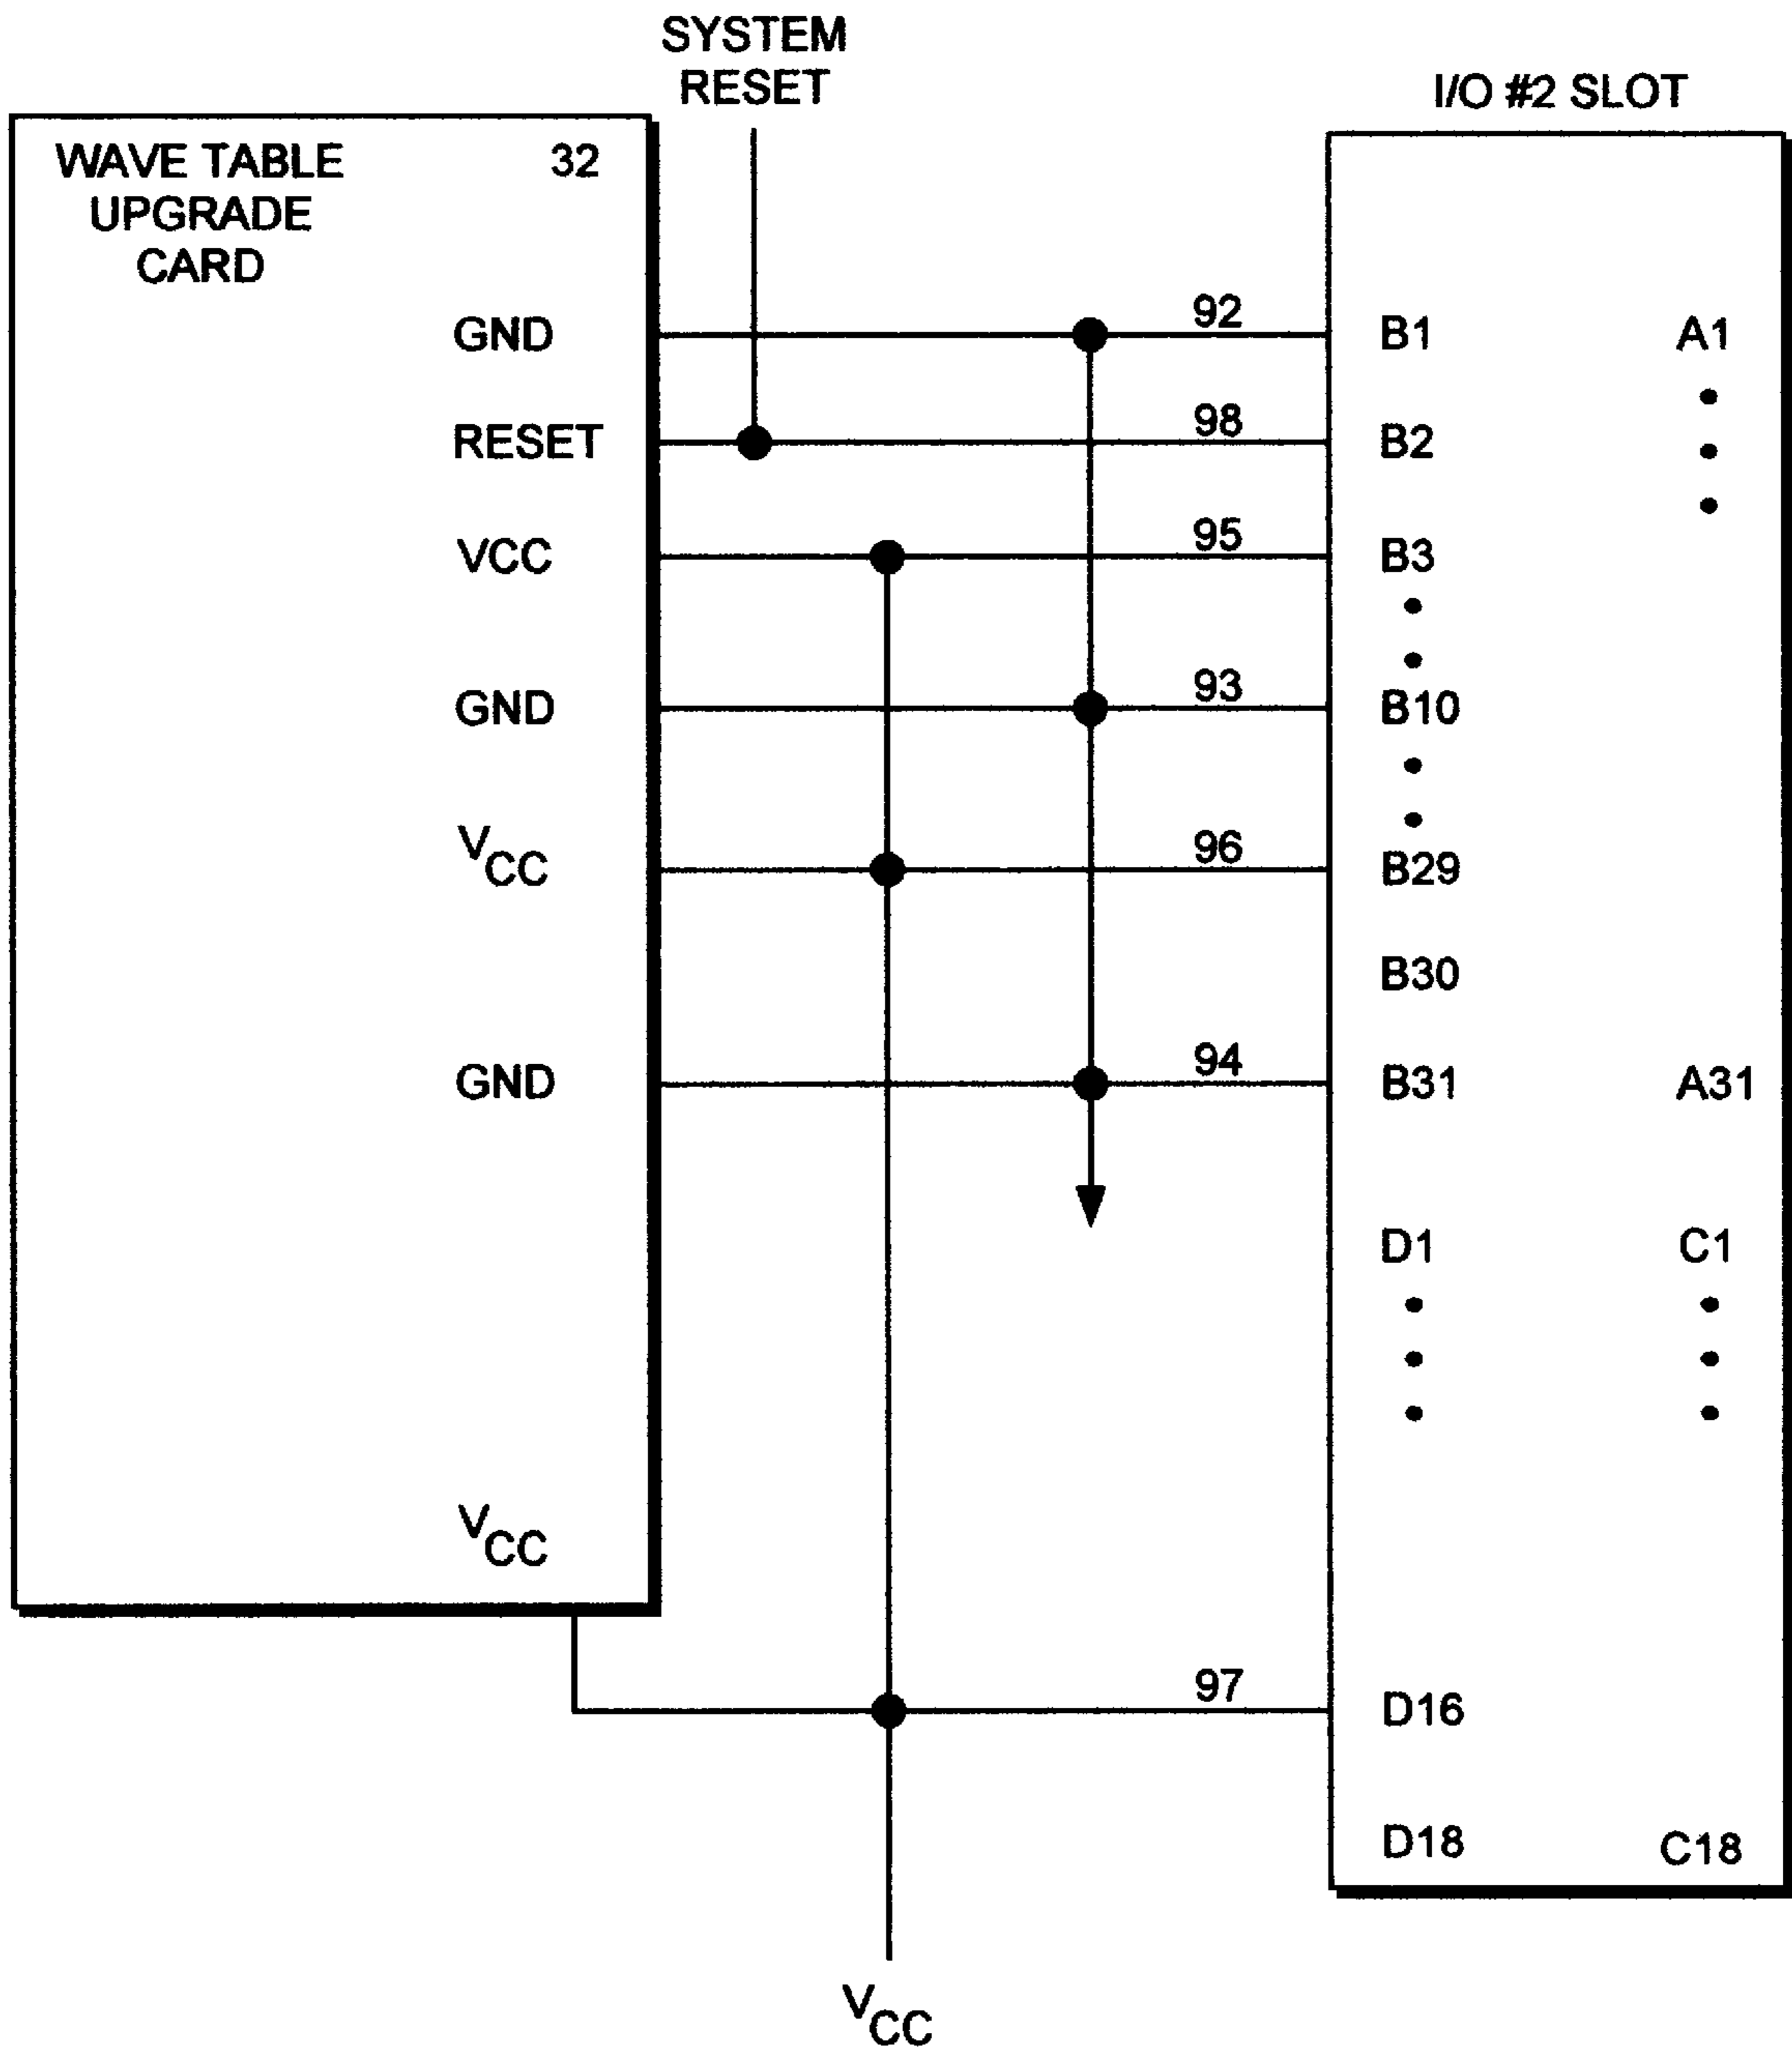 SYSTEM
RESET
I/O #2 SLOT
WAVE TABLE 32
UPGRADE
CARD
GND 92 B1 A1
RESET 98 B2
VCC 95 B3
GND 93 B10
VCC 96 B29
B30
GND 94 B31 A31
D1 C1
VCC
97 D16
D18 C18
VCC